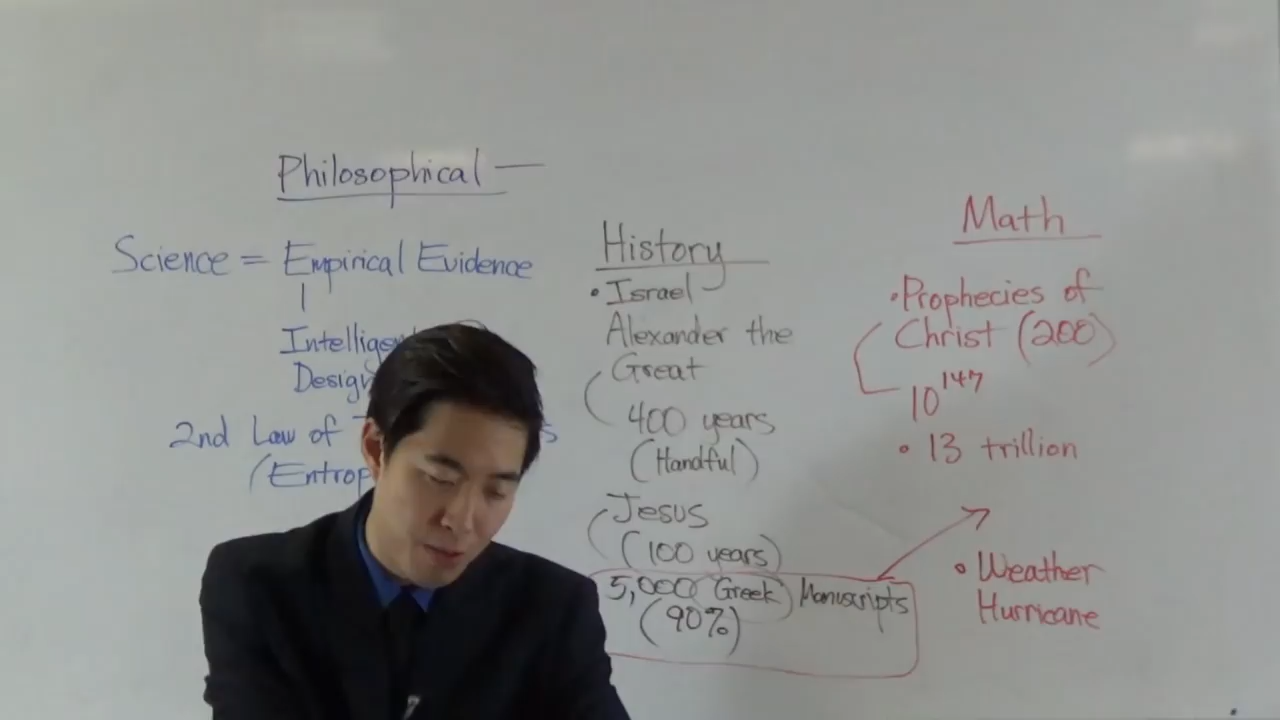 Philosophical —
Science = Empirical Evidence
Intelligent
Design
2nd Law of
(Entrop
History
• Israel
Alexander the
Great
400 years
(Handful)
Jesus
(100 years)
5,000 Greek Manuscripts
(90%)
Math
• Prophecies of
Christ (200)
10^147
• 13 trillion
• Weather
Hurricane